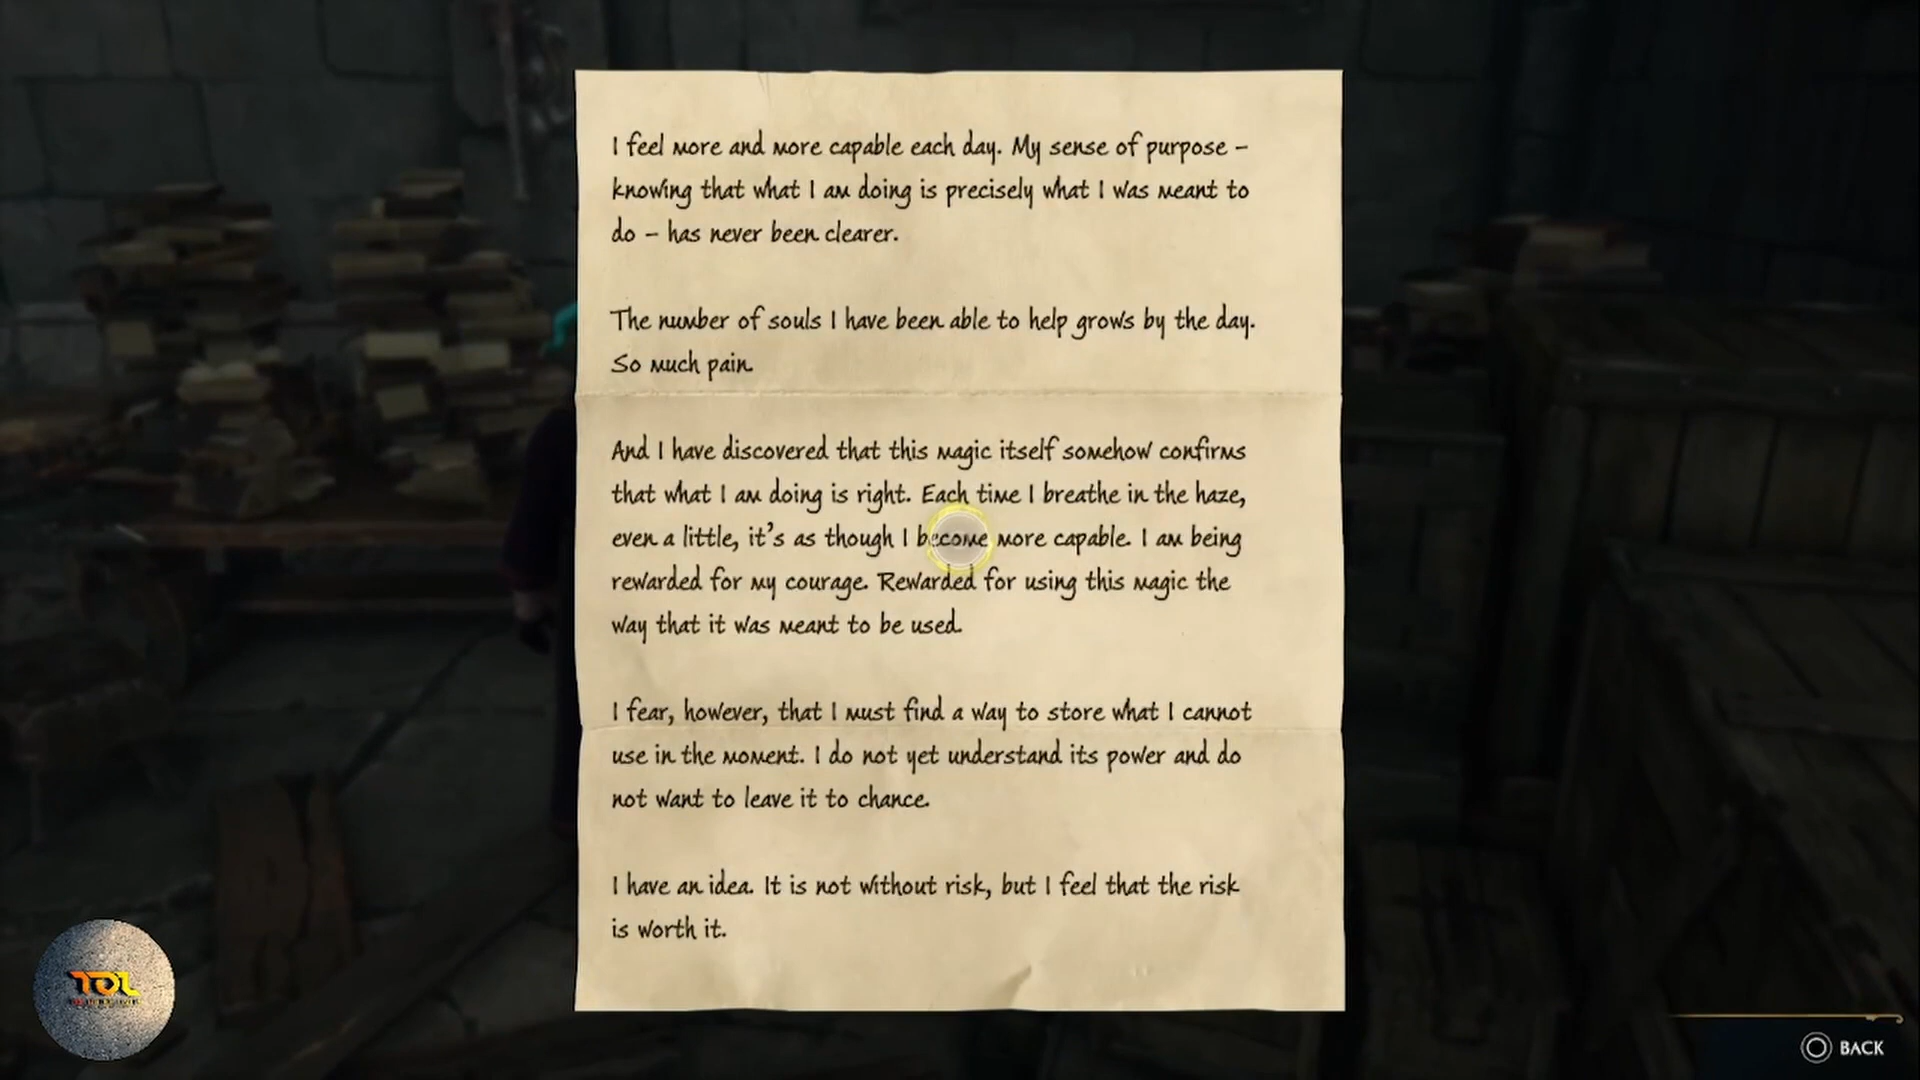 I feel more and more capable each day. My sense of purpose –
knowing that what I am doing is precisely what I was meant to
do – has never been clearer.
The number of souls I have been able to help grows by the day.
So much pain.
And I have discovered that this magic itself somehow confirms
that what I am doing is right. Each time I breathe in the haze,
even a little, it's as though I become more capable. I am being
rewarded for my courage. Rewarded for using this magic the
way that it was meant to be used.
I fear, however, that I must find a way to store what I cannot
use in the moment. I do not yet understand its power and do
not want to leave it to chance.
I have an idea. It is not without risk, but I feel that the risk
is worth it.
TOL
BACK